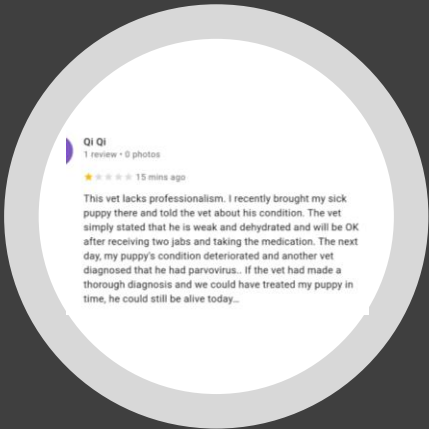 Qi Qi
1 review • 0 photos
15 mins ago
This vet lacks professionalism. I recently brought my sick
puppy there and told the vet about his condition. The vet
simply stated that he is weak and dehydrated and will be OK
after receiving two jabs and taking the medication. The next
day, my puppy's condition deteriorated and another vet
diagnosed that he had parvovirus.. If the vet had made a
thorough diagnosis and we could have treated my puppy in
time, he could still be alive today...